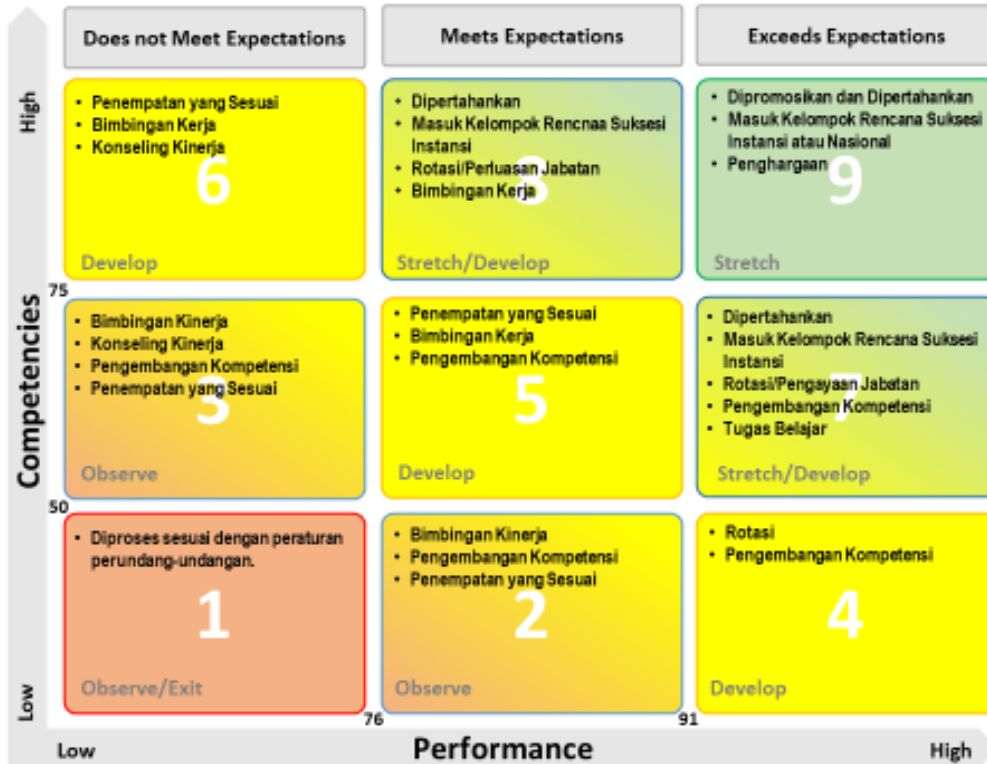 Does not Meet Expectations
Meets Expectations
Exceeds Expectations
High
• Penempatan yang Sesuai
• Bimbingan Kerja
• Konseling Kinerja
6
Develop
• Dipertahankan
• Masuk Kelompok Rencnaa Suksesi
Instansi
• Rotasi/Perluasan Jabatan
• Bimbingan Kerja
8
Stretch/Develop
• Dipromosikan dan Dipertahankan
• Masuk Kelompok Rencana Suksesi
Instansi atau Nasional
• Penghargaan
9
Stretch
75
Competencies
• Bimbingan Kinerja
• Konseling Kinerja
• Pengembangan Kompetensi
• Penempatan yang Sesuai
3
Observe
• Penempatan yang Sesuai
• Bimbingan Kerja
• Pengembangan Kompetensi
5
Develop
• Dipertahankan
• Masuk Kelompok Rencana Suksesi
Instansi
• Rotasi/Pengayaan Jabatan
• Pengembangan Kompetensi
• Tugas Belajar
7
Stretch/Develop
50
• Diproses sesuai dengan peraturan
perundang-undangan.
1
Observe/Exit
• Bimbingan Kinerja
• Pengembangan Kompetensi
• Penempatan yang Sesuai
2
Observe
• Rotasi
• Pengembangan Kompetensi
4
Develop
Low
76
91
Low
Performance
High